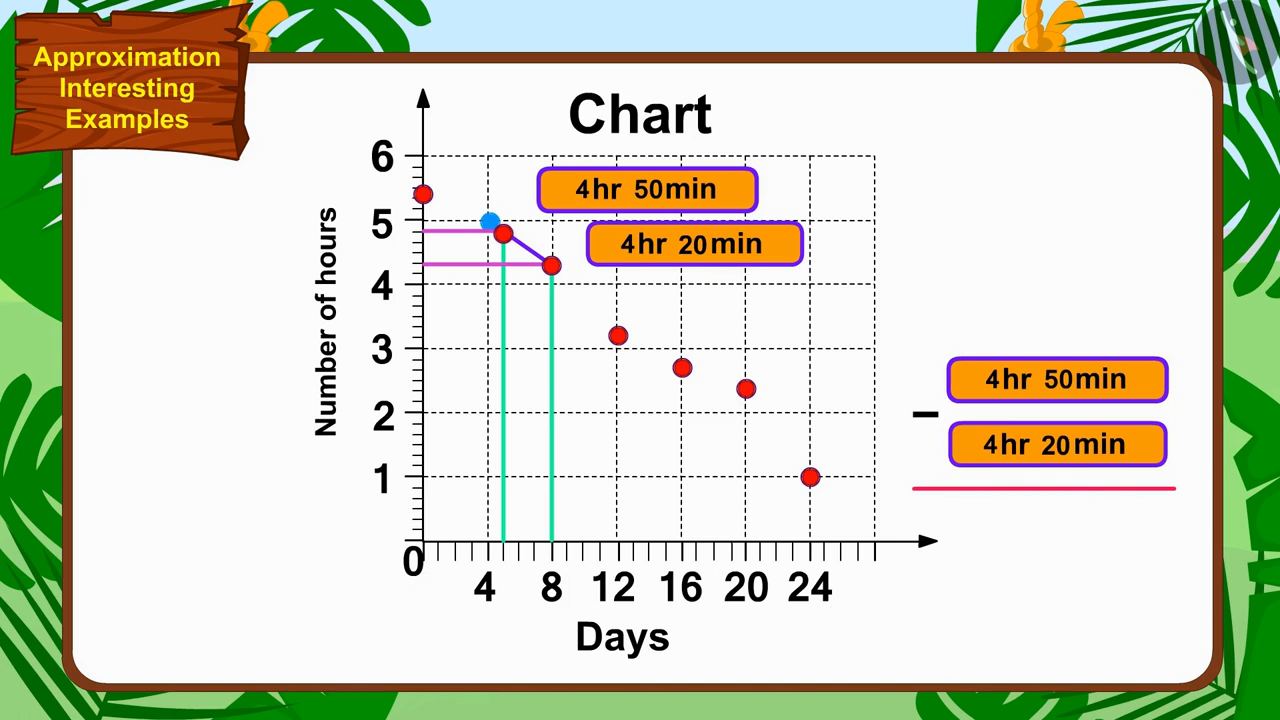 Approximation
Interesting
Examples
Chart
6
5
4
3
2
1
0
Number of hours
4hr 50min
4hr 20min
4 8 12 16 20 24
Days
4hr 50min
–
4hr 20min